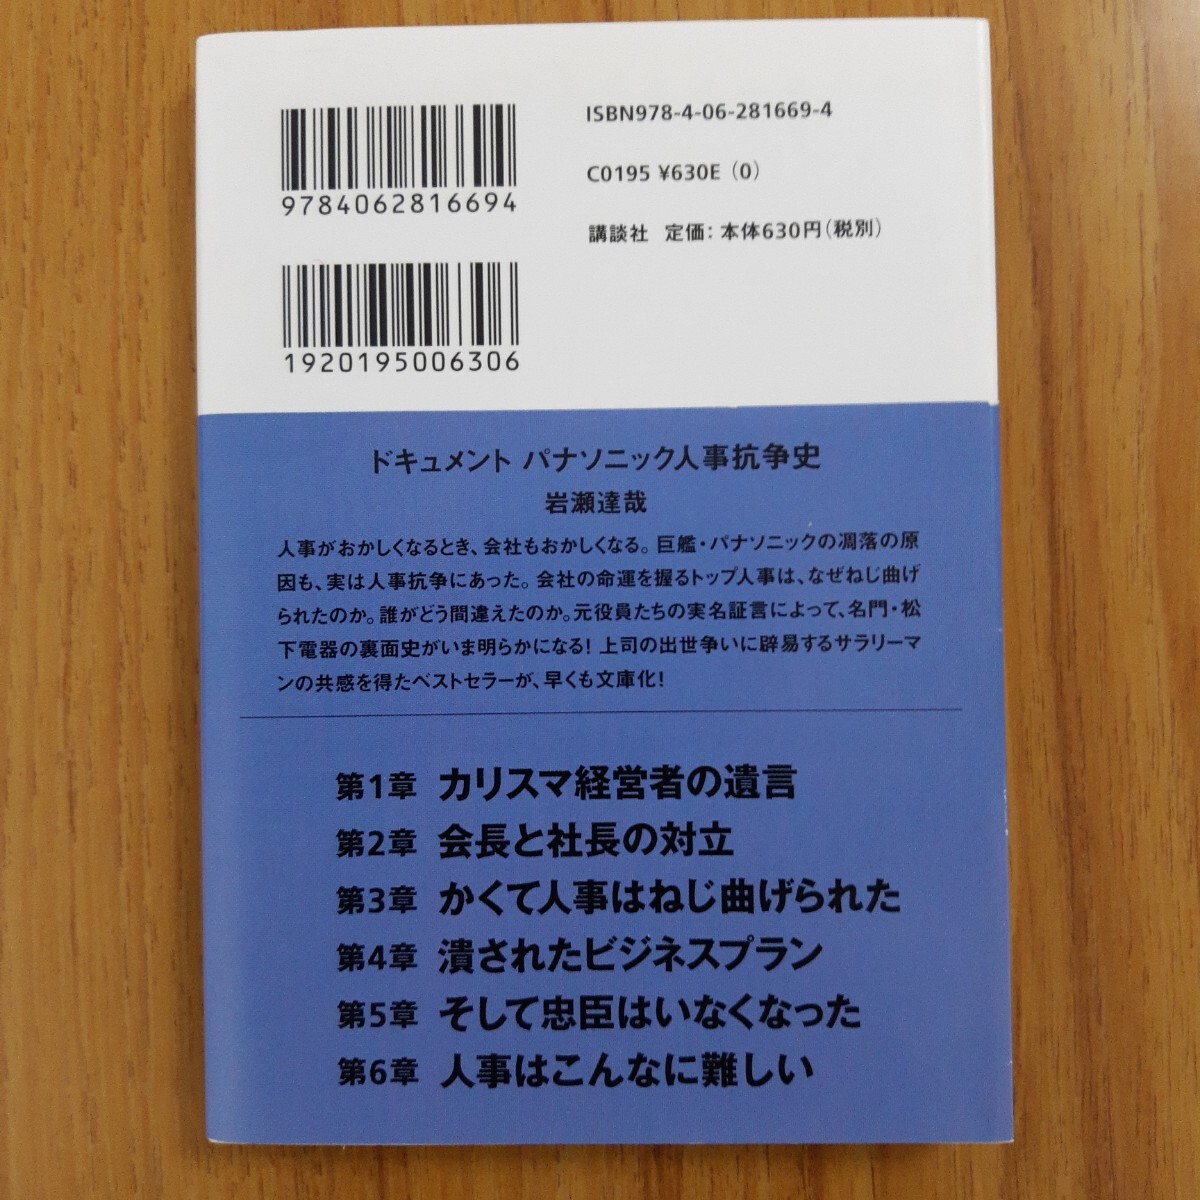 ISBN978-4-06-281669-4
C0195 ¥630E (0)
講談社 定価：本体630円（税別）
9784062816694
1920195006306
ドキュメント パナソニック人事抗争史
岩瀬達哉
人事がおかしくなるとき、会社もおかしくなる。巨艦・パナソニックの凋落の原
因も、実は人事抗争にあった。会社の命運を握るトップ人事は、なぜねじ曲げ
られたのか。誰がどう間違えたのか。元役員たちの実名証言によって、名門・松
下電器の裏面史がいま明らかになる！上司の出世争いに辟易するサラリーマ
ンの共感を得たベストセラーが、早くも文庫化！
第1章 カリスマ経営者の遺言
第2章 会長と社長の対立
第3章 かくて人事はねじ曲げられた
第4章 潰されたビジネスプラン
第5章 そして忠臣はいなくなった
第6章 人事はこんなに難しい